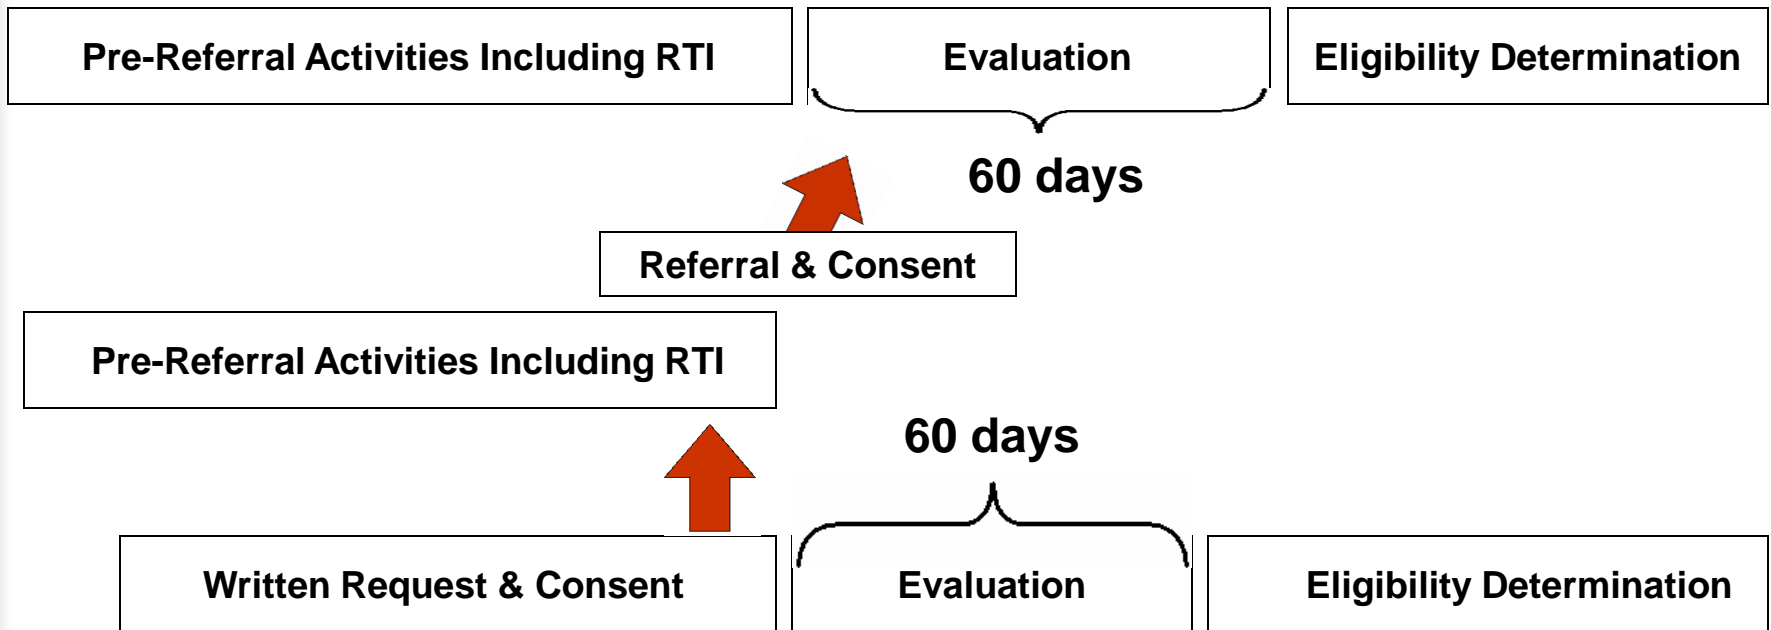 Pre-Referral Activities Including RTI
Evaluation
Eligibility Determination
60 days
Referral & Consent
Pre-Referral Activities Including RTI
60 days
Written Request & Consent
Evaluation
Eligibility Determination